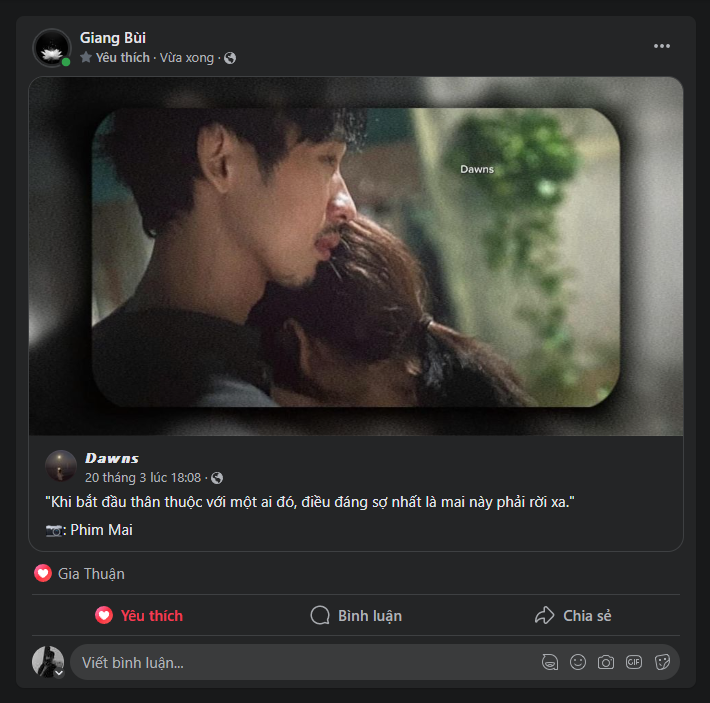 Giang Bùi
Yêu thích · Vừa xong ·
Dawns
Dawns
20 tháng 3 lúc 18:08 ·
"Khi bắt đầu thân thuộc với một ai đó, điều đáng sợ nhất là mai này phải rời xa."
📷: Phim Mai
Gia Thuận
Yêu thích
Bình luận
Chia sẻ
Viết bình luận...
GIF